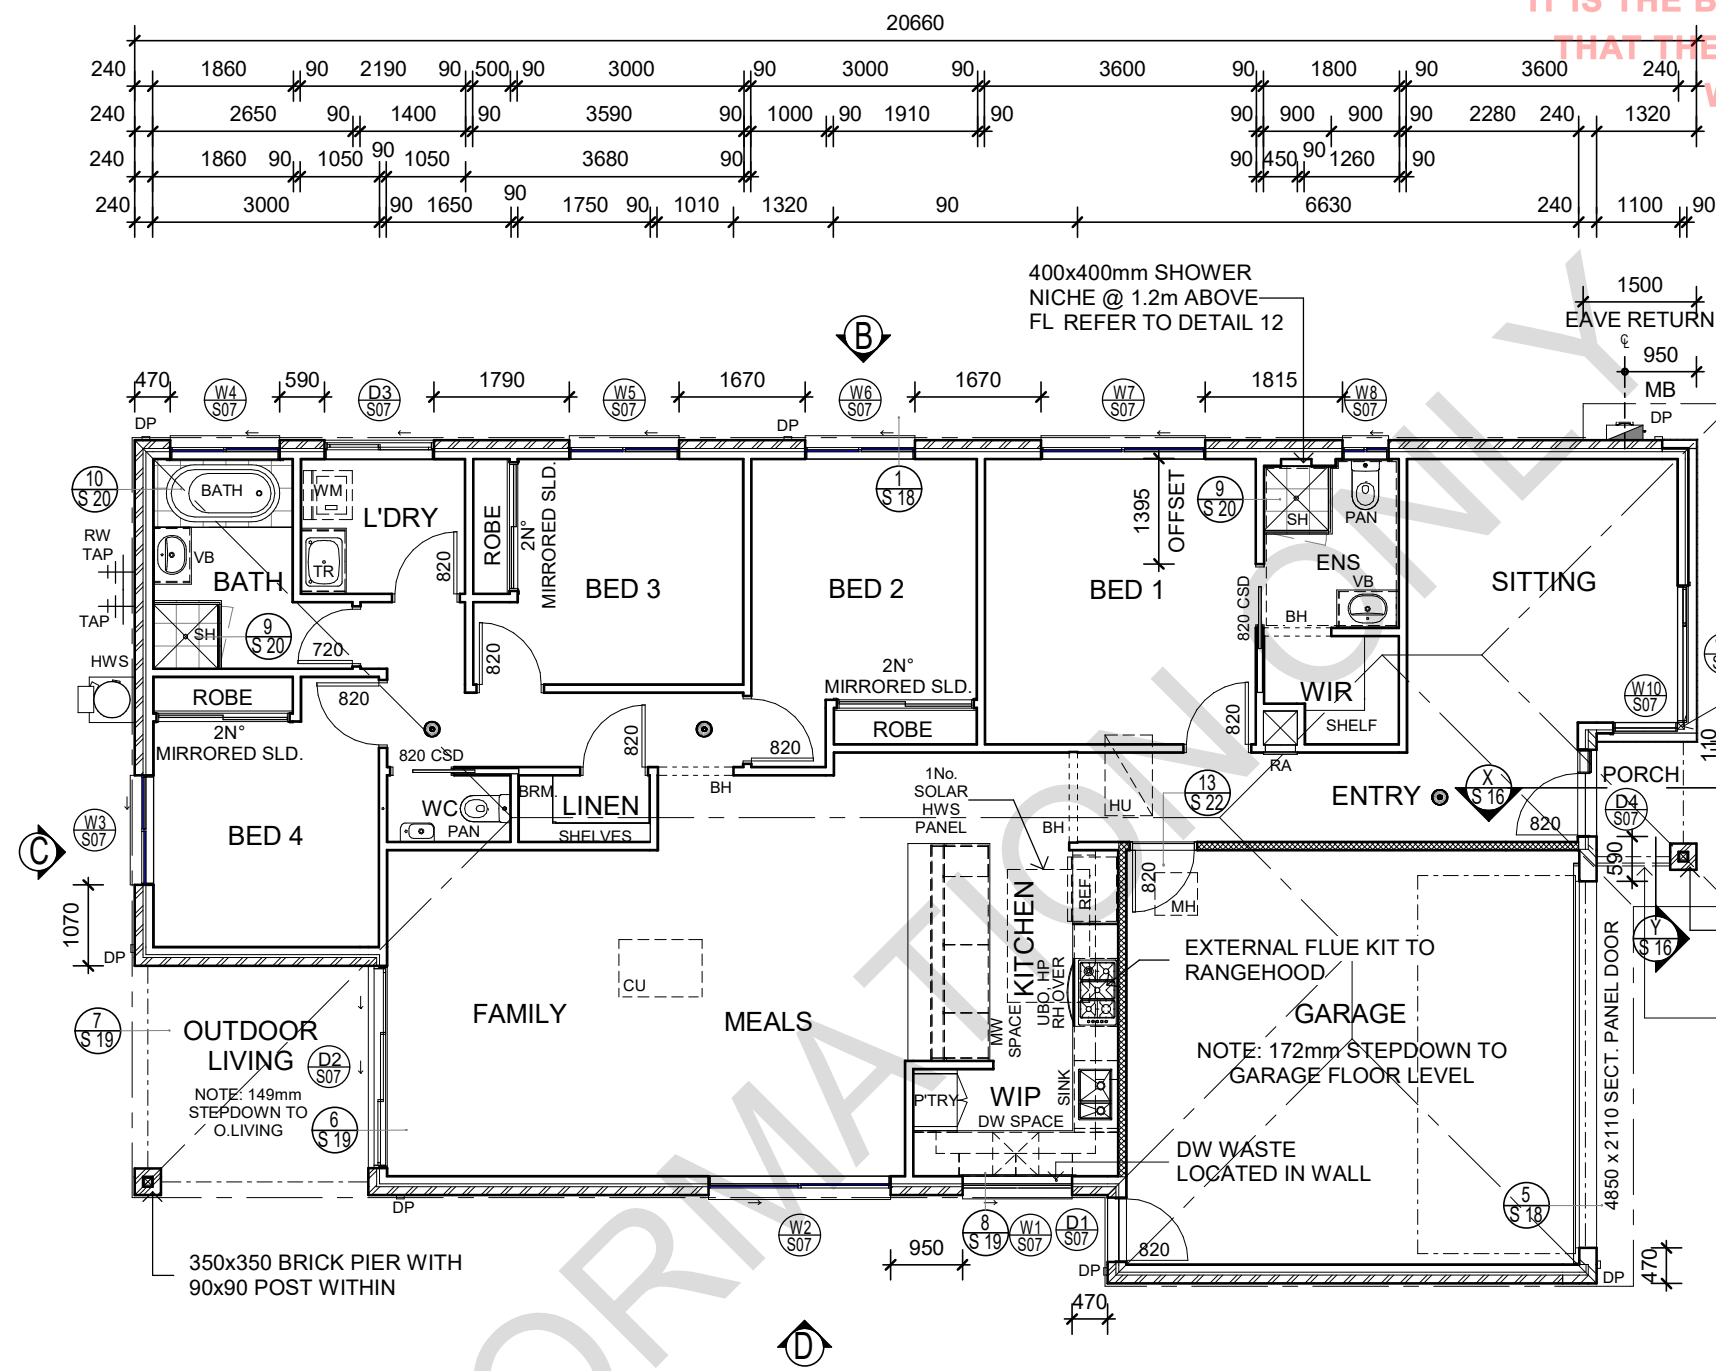 IT IS THE B
THAT THE
W
20660
240 1860 90 2190 90 500 90 3000 90 3000 90 3600 90 1800 90 3600 240
240 2650 90 1400 90 3590 90 1000 90 1910 90 90 900 900 90 2280 240 1320
240 1860 90 1050 90 1050 3680 90 90 450 90 1260 90
240 3000 90 1650 90 1750 90 1010 1320 90 6630 240 1100 90
400x400mm SHOWER
NICHE @ 1.2m ABOVE
FL REFER TO DETAIL 12
1500
EAVE RETURN
950
MB
DP
B
470
W4
S07
590
D3
S07
1790
W5
S07
1670
W6
S07
1670
W7
S07
1815
W8
S07
DP
DP
10
S 20
BATH
WM
L'DRY
TR
820
ROBE
2N°
MIRRORED SLD.
BED 3
1
S 18
BED 2
1395
OFFSET
BED 1
9
S 20
SH
PAN
ENS
VB
BH
820 CSD
SITTING
RW
TAP
TAP
HWS
VB
BATH
SH
9
S 20
720
820
820
ROBE
2N°
MIRRORED SLD.
2N°
MIRRORED SLD.
ROBE
820
WIR
SHELF
RA
W10
S07
110
820 CSD
820
820
BH
WC
PAN
BRM.
LINEN
SHELVES
1No.
SOLAR
HWS
PANEL
BH
HU
13
S 22
ENTRY
X
S 16
820
PORCH
D4
S07
590
C
W3
S07
BED 4
1070
DP
KITCHEN
REF
820
MH
Y
S 16
CU
FAMILY
MEALS
MW
SPACE
UBO, HP
RH OVER
EXTERNAL FLUE KIT TO
RANGEHOOD
GARAGE
NOTE: 172mm STEPDOWN TO
GARAGE FLOOR LEVEL
4850 x 2110 SECT. PANEL DOOR
7
S 19
OUTDOOR
LIVING
D2
S07
NOTE: 149mm
STEPDOWN TO
O.LIVING
6
S 19
P'TRY
WIP
SINK
DW SPACE
DW WASTE
LOCATED IN WALL
5
S 18
DP
W2
S07
950
8
S 19
W1
S07
D1
S07
820
DP
470
DP
470
350x350 BRICK PIER WITH
90x90 POST WITHIN
D
ORMATION ONLY